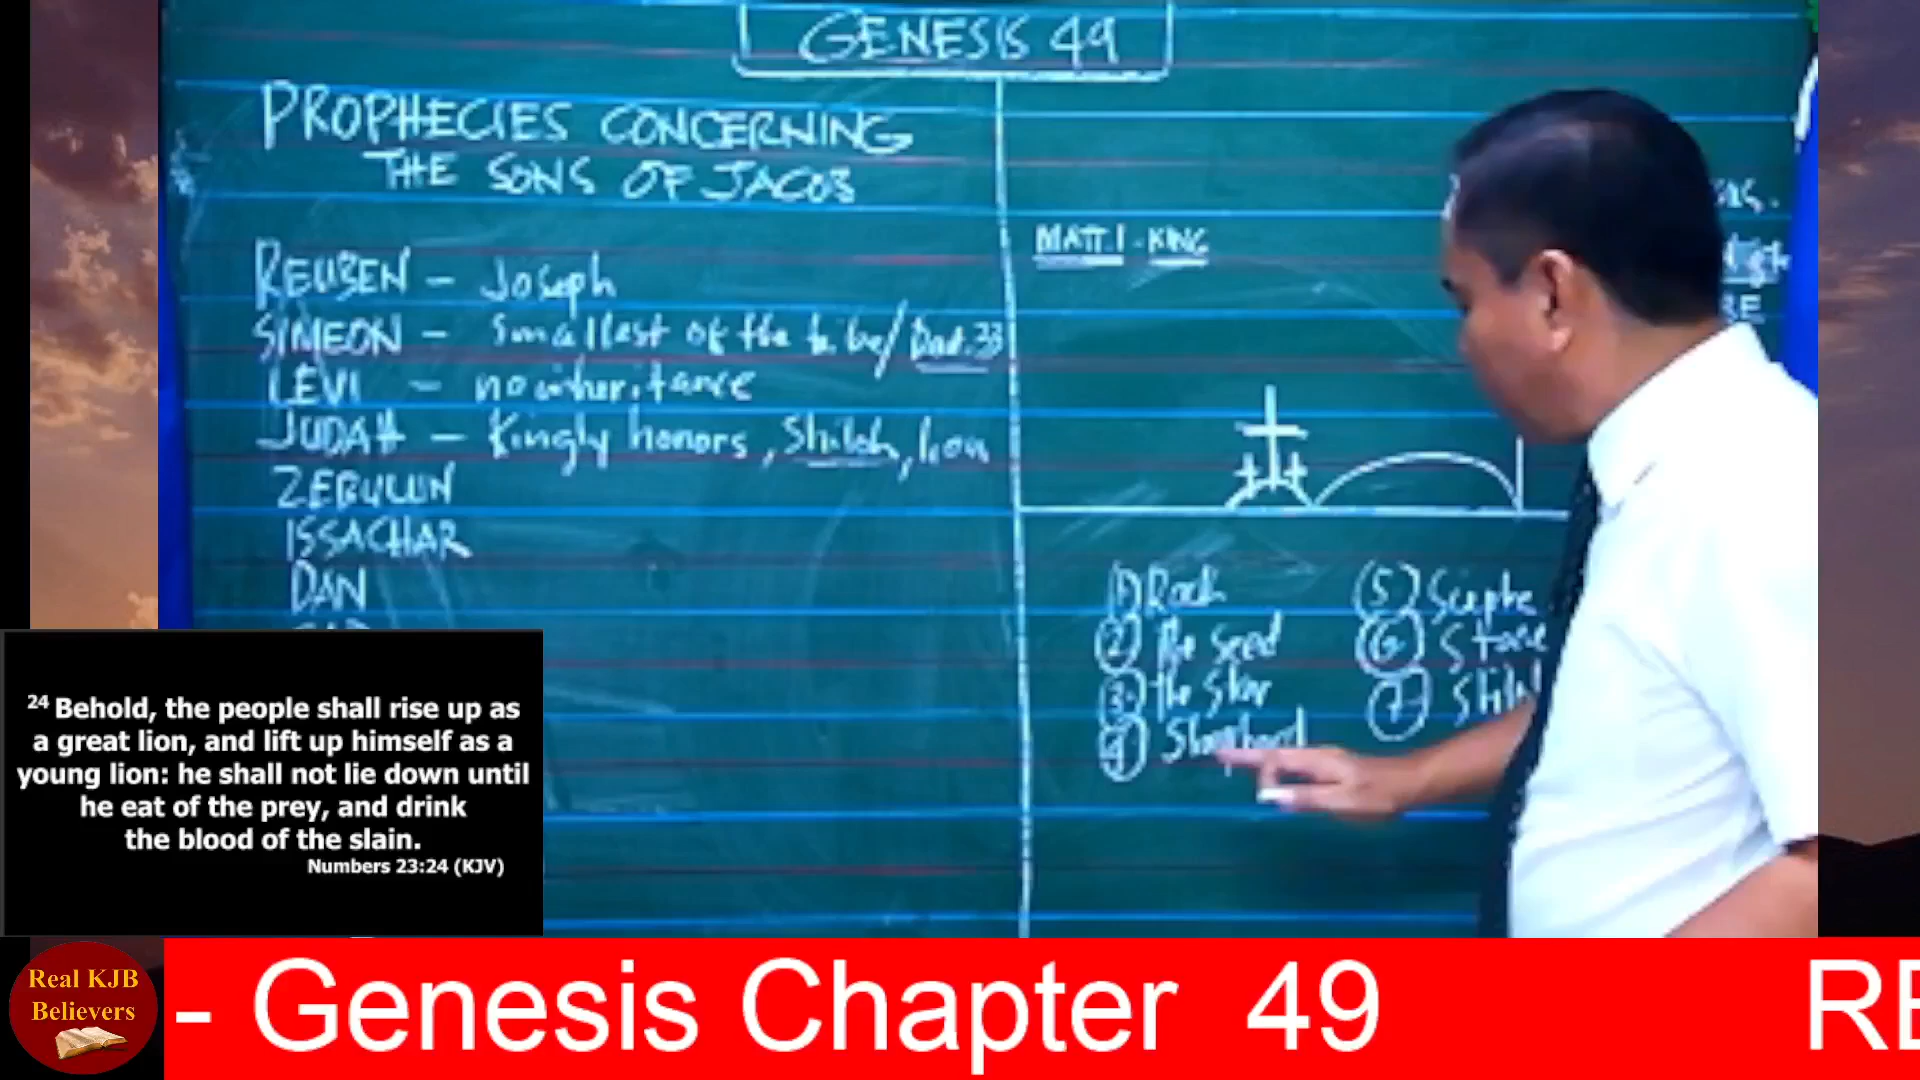 GENESIS 49
PROPHECIES CONCERNING
THE SONS OF JACOB
REUBEN - Joseph
SIMEON - Smallest of the tribe/
LEVI - no inheritance
JUDAH - Kingly honors, Shiloh, lion
ZEBULUN
ISSACHAR
DAN
MATT. 1 - KING
(1) Rock
(2) the seed
(3) the Star
(4) Shepherd
(5)
(6)
(7)
24 Behold, the people shall rise up as
a great lion, and lift up himself as a
young lion: he shall not lie down until
he eat of the prey, and drink
the blood of the slain.
Numbers 23:24 (KJV)
Real KJB
Believers
- Genesis Chapter 49 RE